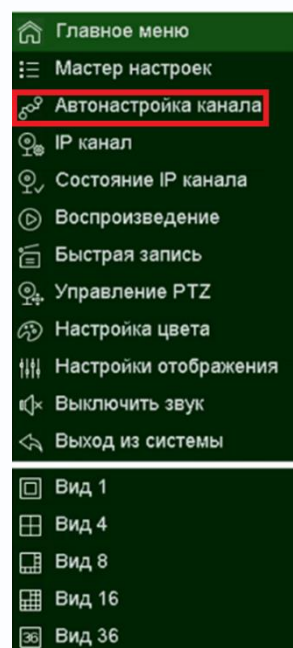 Главное меню
Мастер настроек
Автонастройка канала
IP канал
Состояние IP канала
Воспроизведение
Быстрая запись
Управление PTZ
Настройка цвета
Настройки отображения
Выключить звук
Выход из системы
Вид 1
Вид 4
Вид 8
Вид 16
36 Вид 36